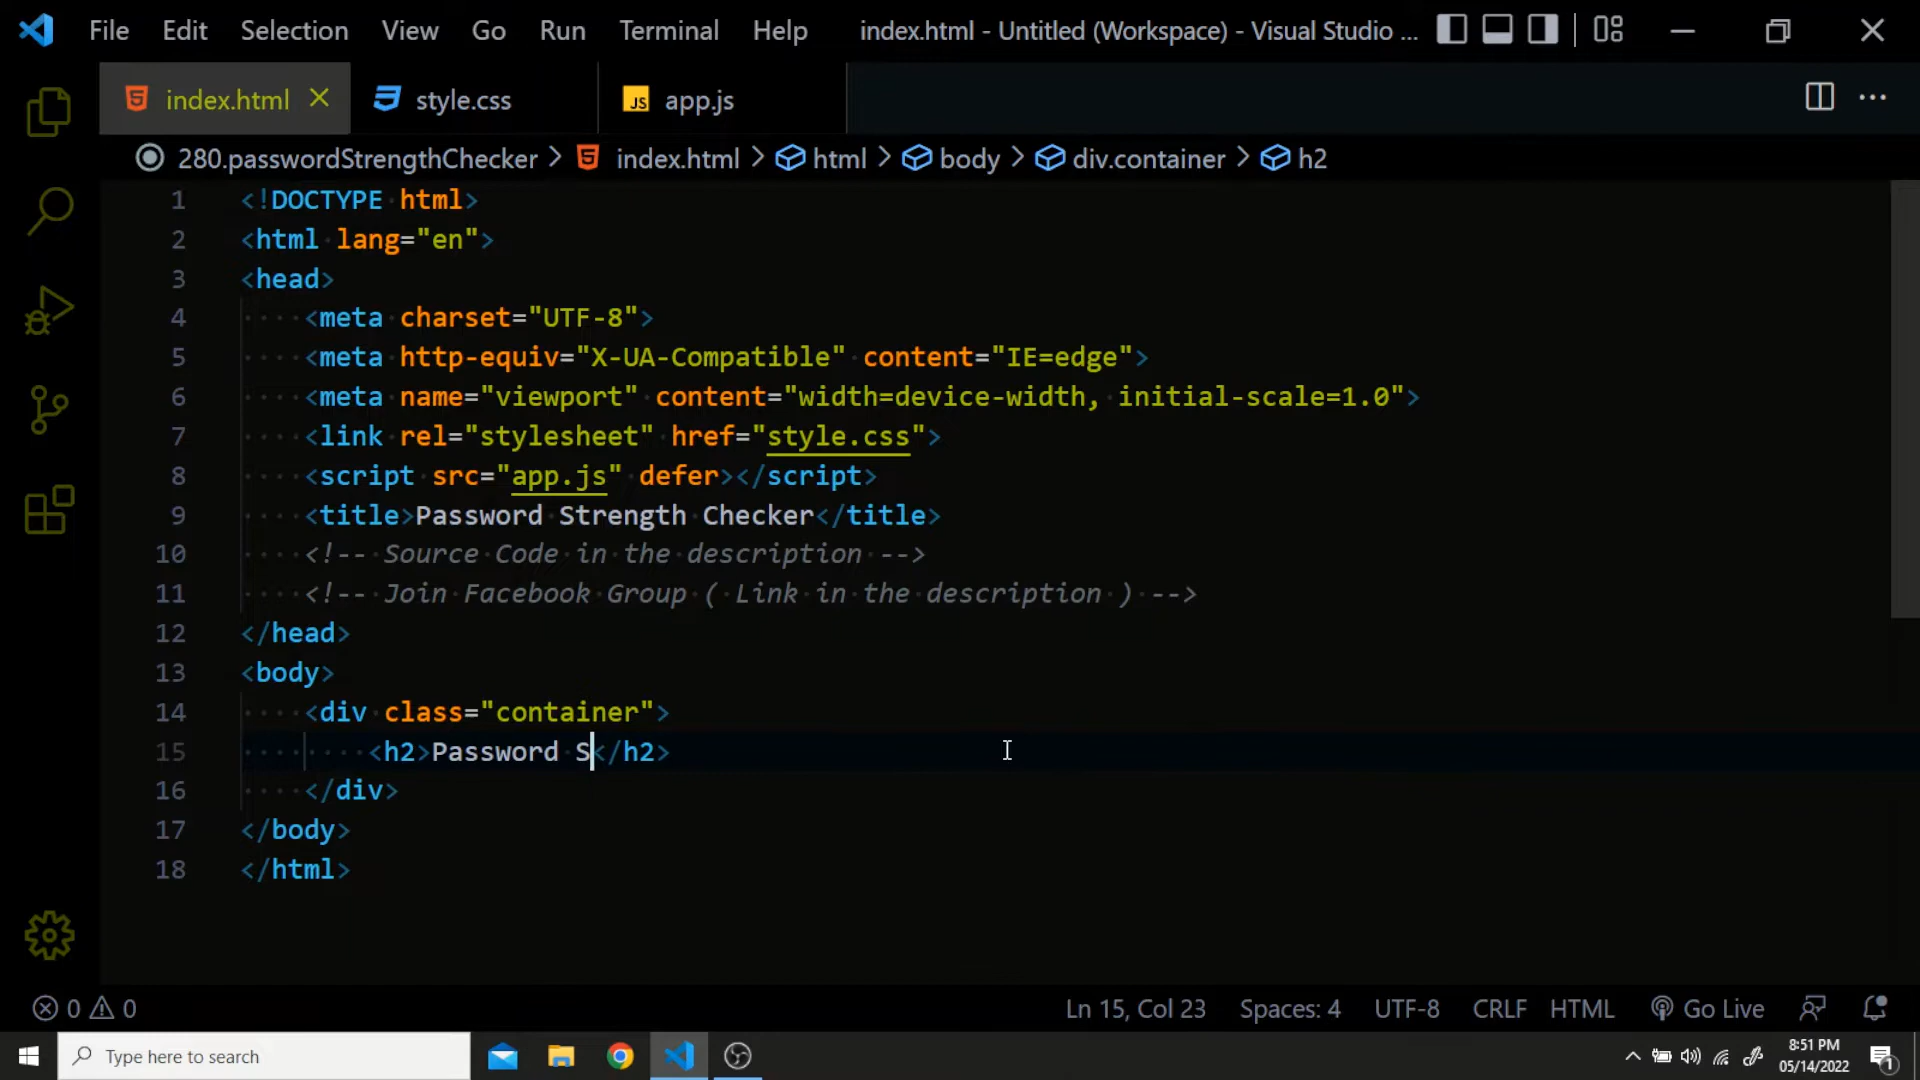 File Edit Selection View Go Run Terminal Help index.html - Untitled (Workspace) - Visual Studio ...
index.html style.css JS app.js
280.passwordStrengthChecker > index.html > html > body > div.container > h2
1 <!DOCTYPE html>
2 <html lang="en">
3 <head>
4 <meta charset="UTF-8">
5 <meta http-equiv="X-UA-Compatible" content="IE=edge">
6 <meta name="viewport" content="width=device-width, initial-scale=1.0">
7 <link rel="stylesheet" href="style.css">
8 <script src="app.js" defer></script>
9 <title>Password Strength Checker</title>
10 <!-- Source Code in the description -->
11 <!-- Join Facebook Group ( Link in the description ) -->
12 </head>
13 <body>
14 <div class="container">
15 <h2>Password S</h2>
16 </div>
17 </body>
18 </html>
0 0 Ln 15, Col 23 Spaces: 4 UTF-8 CRLF HTML Go Live
Type here to search
8:51 PM
05/14/2022
1